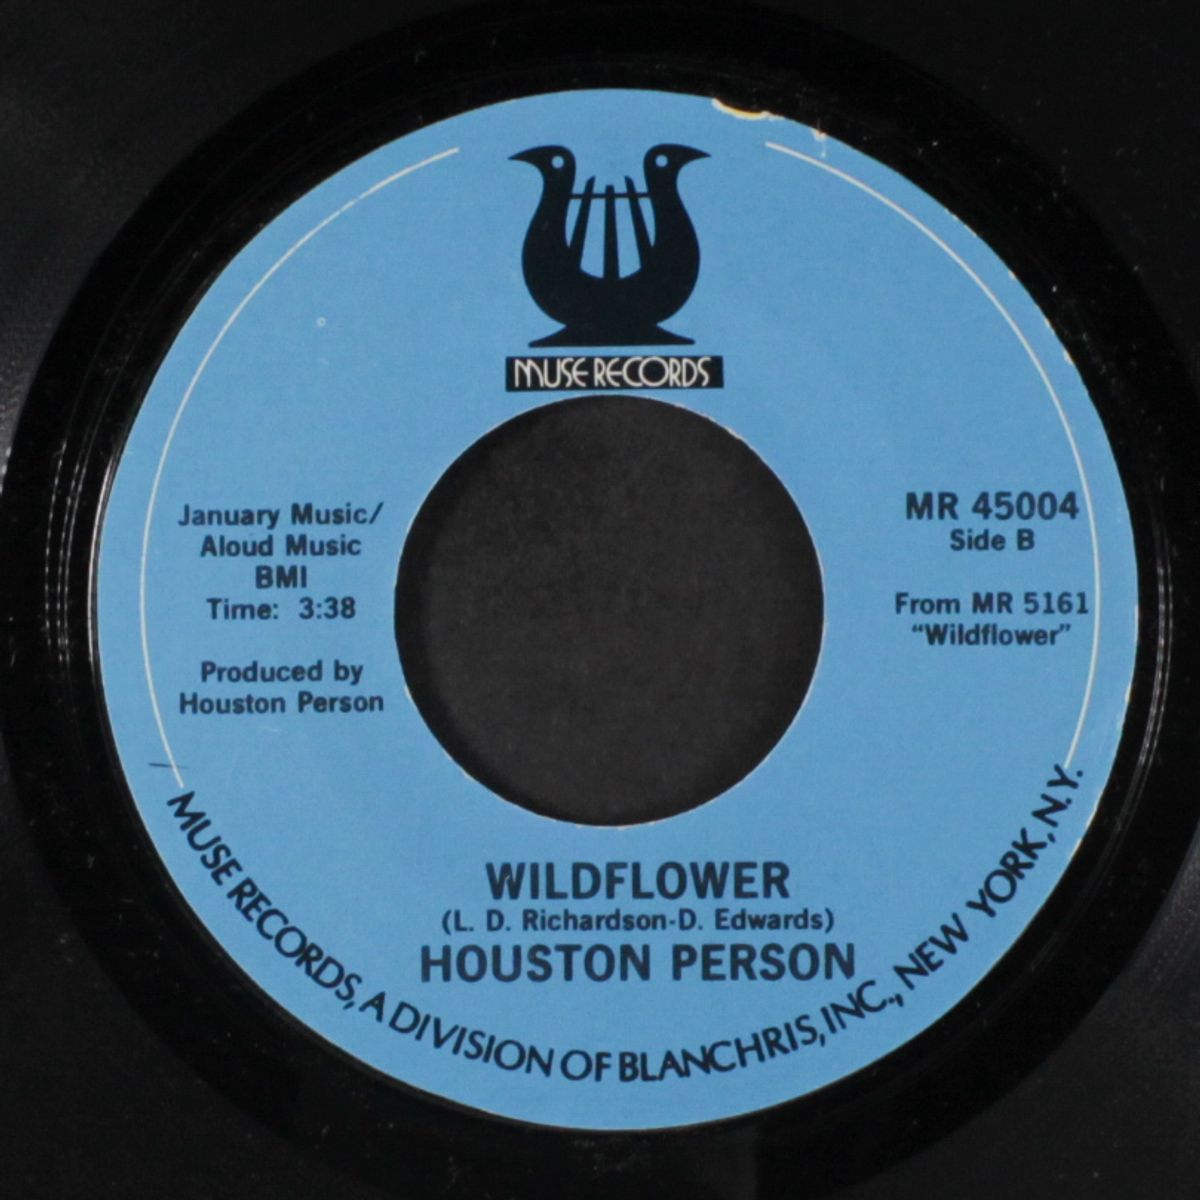 MUSE RECORDS
January Music/
Aloud Music
BMI
Time: 3:38
Produced by
Houston Person
MR 45004
Side B
From MR 5161
“Wildflower”
WILDFLOWER
(L. D. Richardson-D. Edwards)
HOUSTON PERSON
MUSE RECORDS, A DIVISION OF BLANCHRIS, INC., NEW YORK, N.Y.